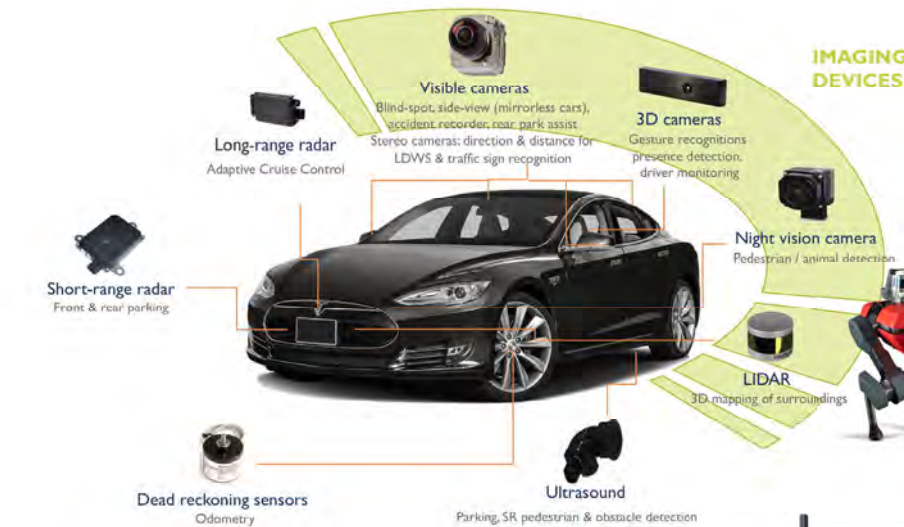 IMAGING
DEVICES
Visible cameras
Blind-spot, side-view (mirrorless cars),
accident recorder, rear park assist
Stereo cameras: direction & distance for
LDWS & traffic sign recognition
3D cameras
Gesture recognitions
presence detection,
driver monitoring
Long-range radar
Adaptive Cruise Control
Night vision camera
Pedestrian / animal detection
Short-range radar
Front & rear parking
LIDAR
3D mapping of surroundings
Dead reckoning sensors
Odometry
Ultrasound
Parking, SR pedestrian & obstacle detection